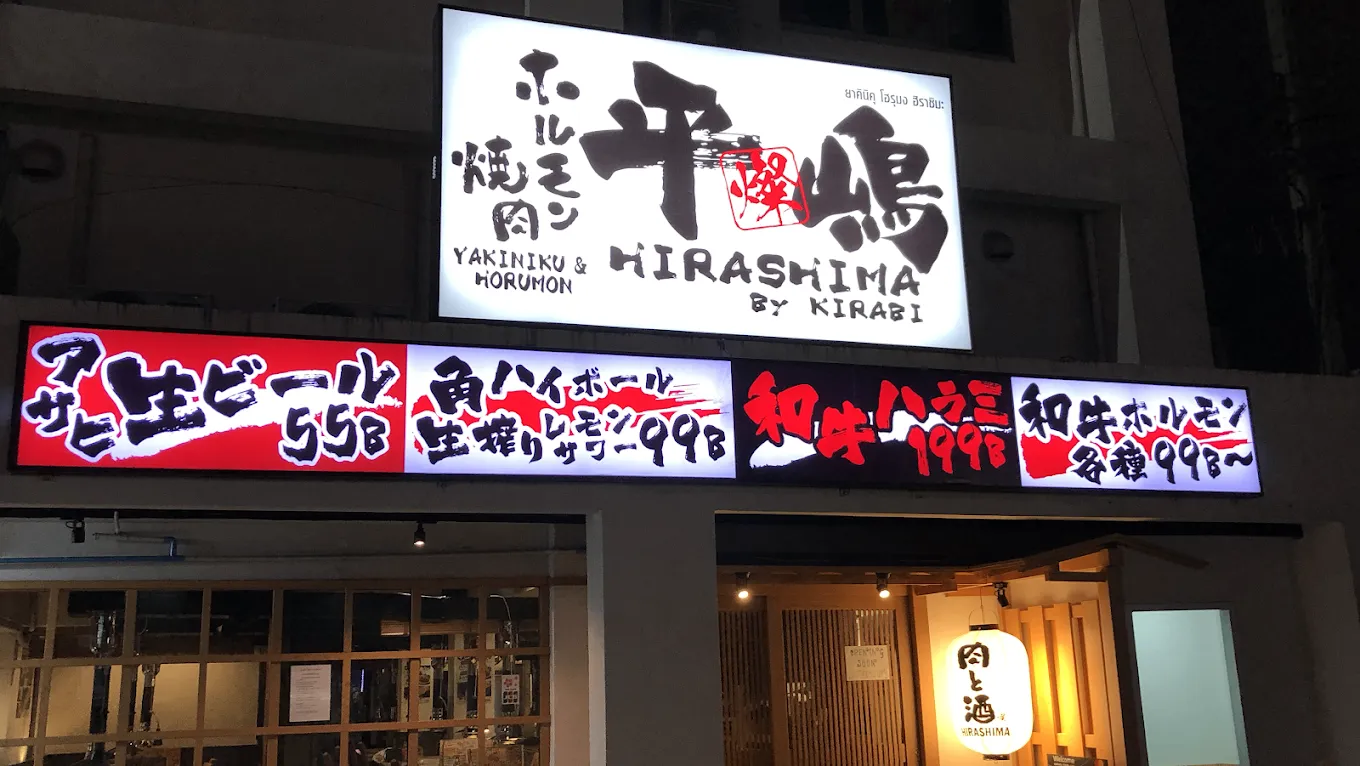 ホルモン
焼肉
YAKINIKU &
HORUMON
平嶋
燦
ยากินิคุ โฮรุมง ฮิราชิมะ
HIRASHIMA
BY KIRABI
アサヒ生ビール
55B
角ハイボール
生搾りレモンサワー99B
和牛ハラミ
199B
和牛ホルモン
各種99B~
OPENING
SOON
肉と酒
HIRASHIMA
Welcome